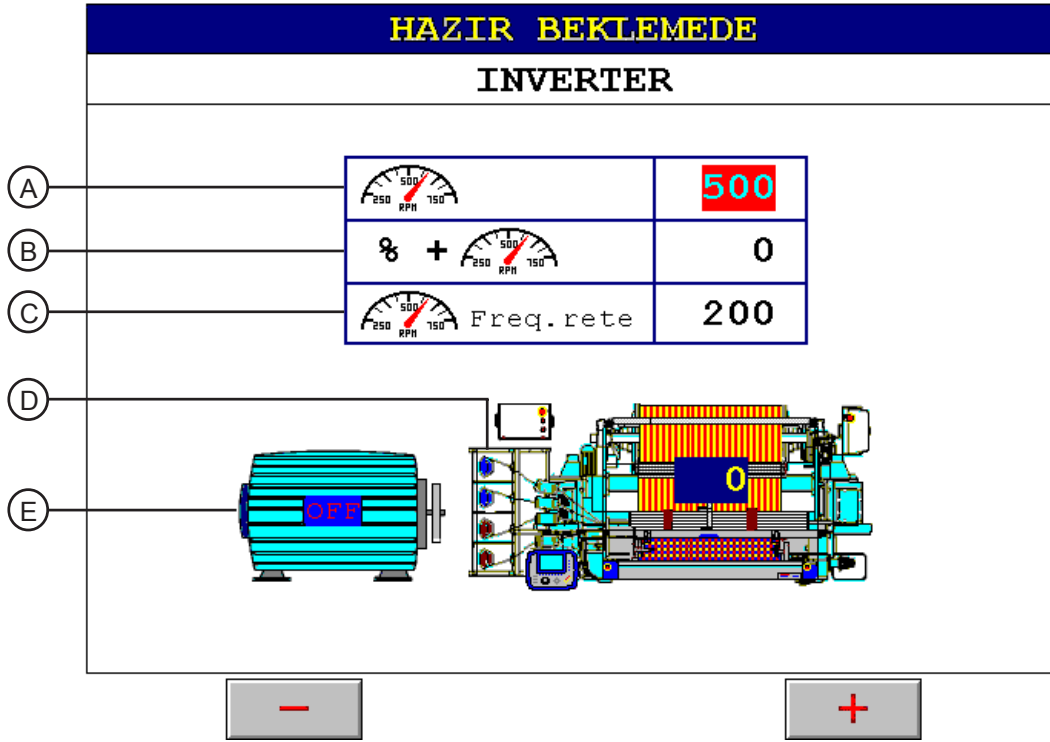 HAZIR BEKLEMEDE
INVERTER
A
250 500 750 RPM
500
B
% + 250 500 750 RPM
0
C
250 500 750 RPM Freq.rete
200
D
0
E
OFF
−
+